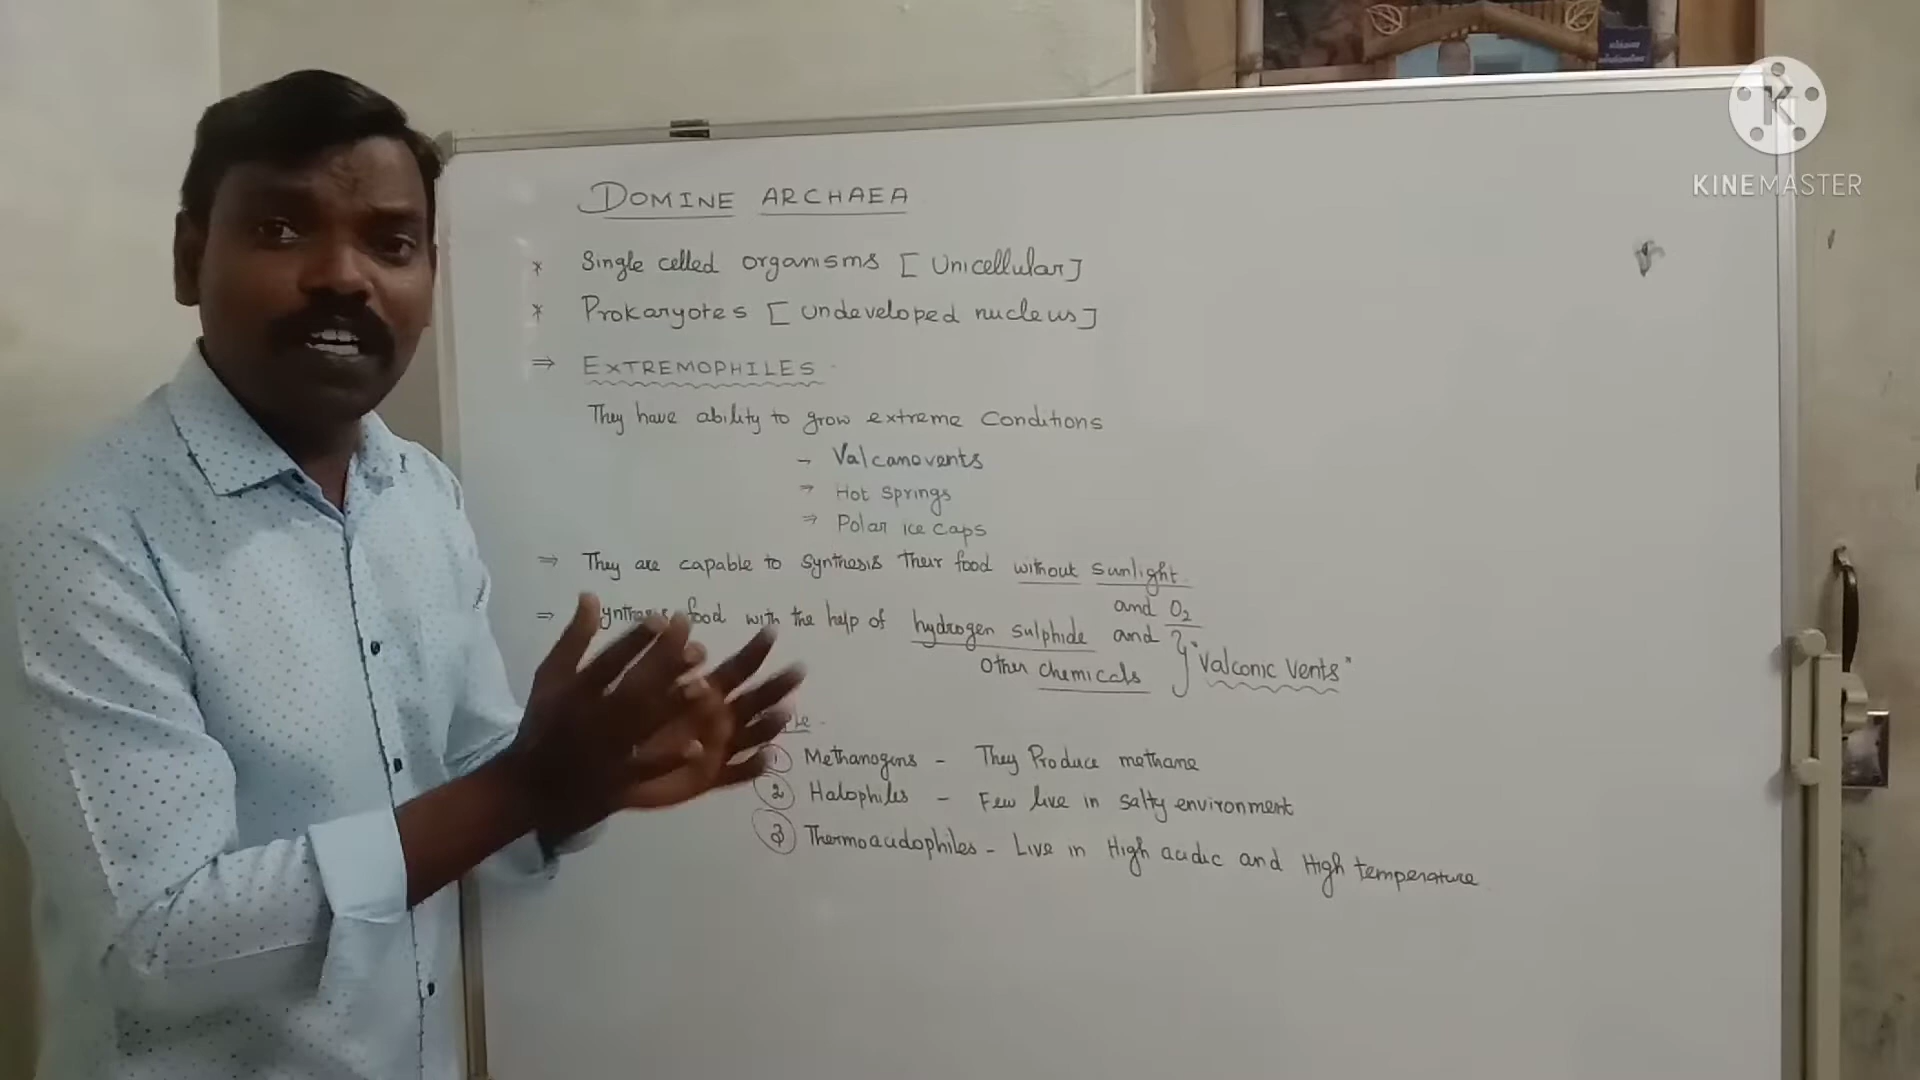 KINEMASTER
DOMINE ARCHAEA
* Single celled organisms [Unicellular]
* Prokaryotes [undeveloped nucleus]
⇒ EXTREMOPHILES
They have ability to grow extreme Conditions
→ Valcanovents
⇒ Hot springs
⇒ Polar ice caps
⇒ They are capable to synthesis their food without sunlight
and O₂
⇒ food with the help of hydrogen sulphide and
other chemicals } "Valconic vents"
1 Methanogens - They Produce methane
2 Halophiles - Few live in salty environment
3 Thermoacidophiles - Live in High acidic and High temperature